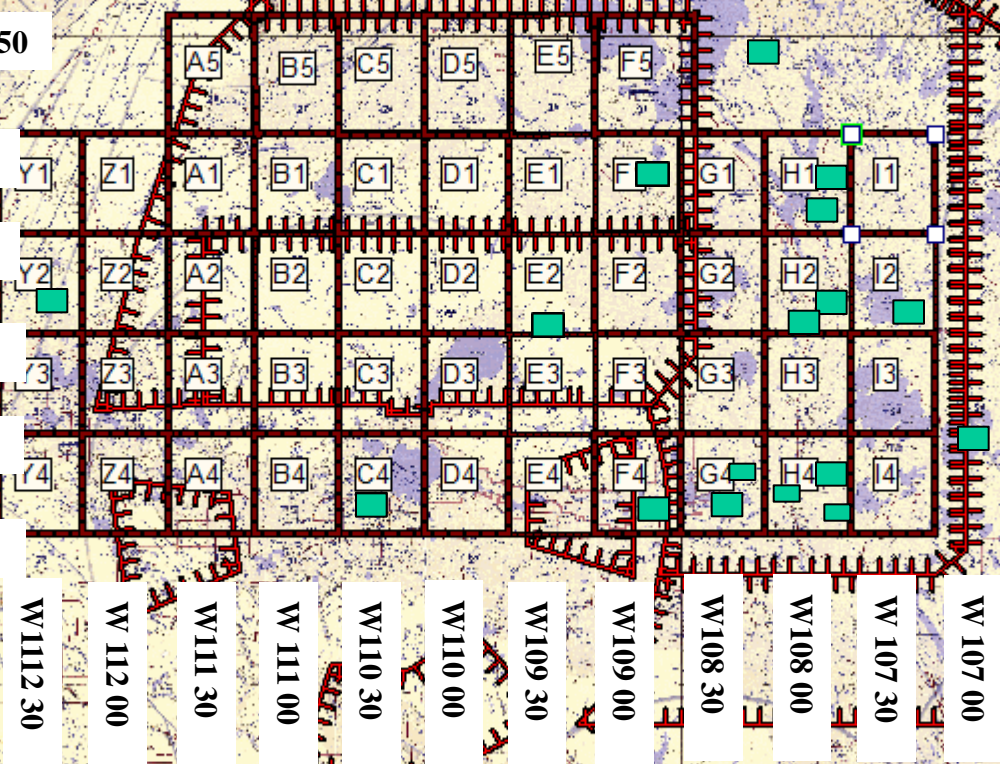 50
A5 B5 C5 D5 E5 F5
Y1 Z1 A1 B1 C1 D1 E1 F G1 H1 I1
Y2 Z2 A2 B2 C2 D2 E2 F2 G2 H2 I2
Y3 Z3 A3 B3 C3 D3 E3 F3 G3 H3 I3
Y4 Z4 A4 B4 C4 D4 E4 F4 G4 H4 I4
W1112 30
W 112 00
W111 30
W 111 00
W110 30
W110 00
W109 30
W109 00
W108 30
W108 00
W 107 30
W 107 00